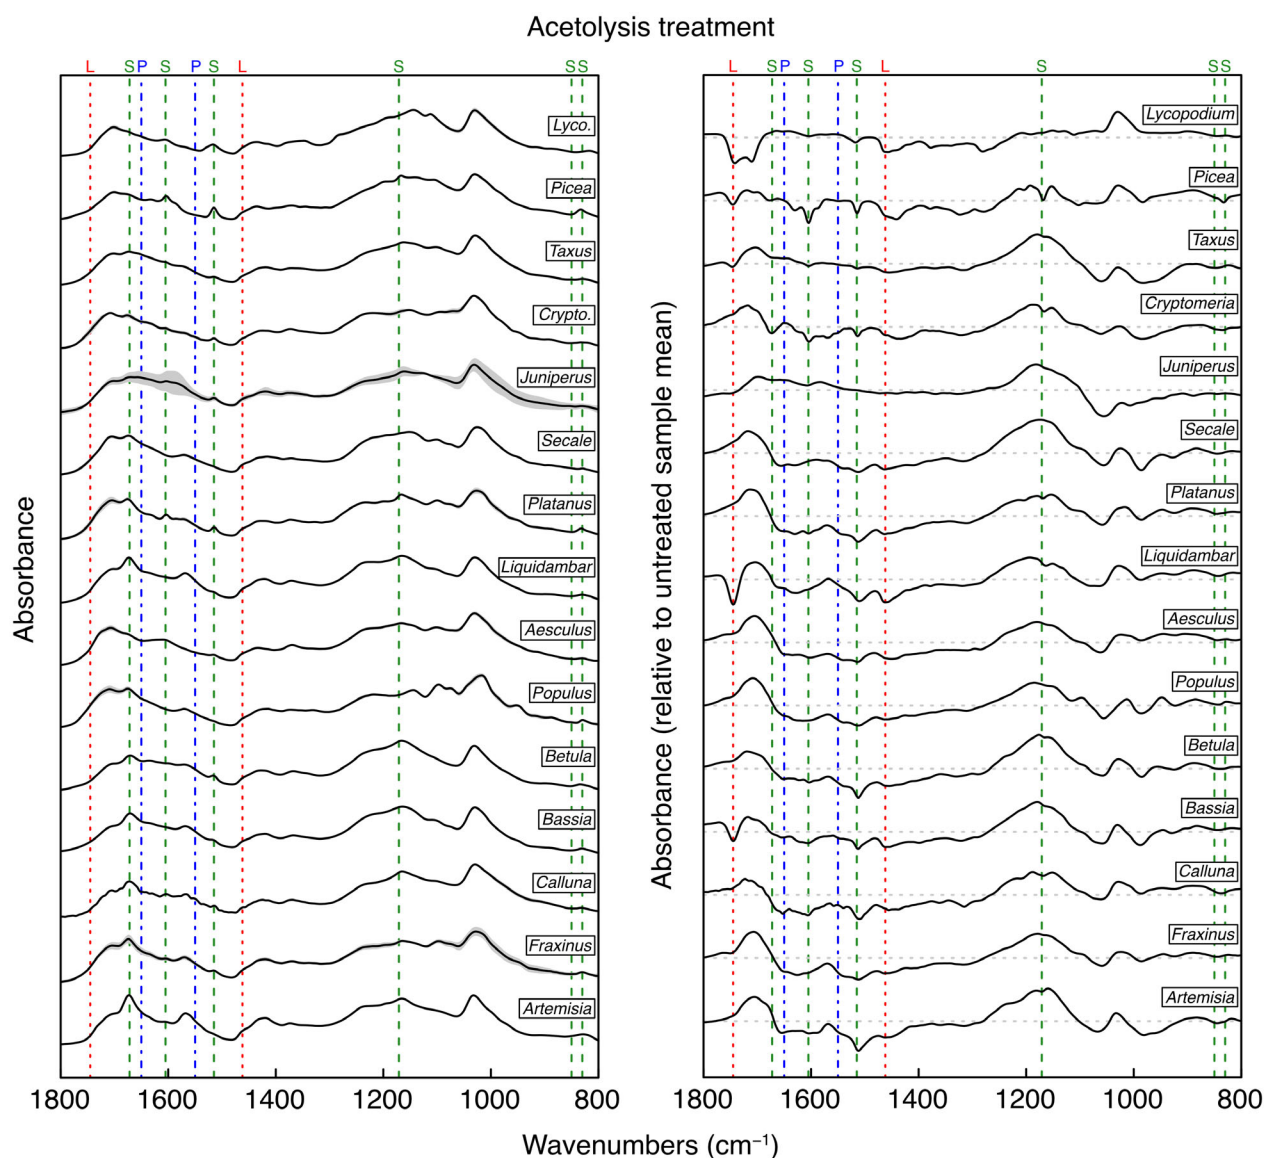 Acetolysis treatment
L S P S P S L S S S
L S P S P S L S S S
Absorbance
Lyco.
Picea
Taxus
Crypto.
Juniperus
Secale
Platanus
Liquidambar
Aesculus
Populus
Betula
Bassia
Calluna
Fraxinus
Artemisia
1800 1600 1400 1200 1000 800
Absorbance (relative to untreated sample mean)
Lycopodium
Picea
Taxus
Cryptomeria
Juniperus
Secale
Platanus
Liquidambar
Aesculus
Populus
Betula
Bassia
Calluna
Fraxinus
Artemisia
1800 1600 1400 1200 1000 800
Wavenumbers (cm⁻¹)